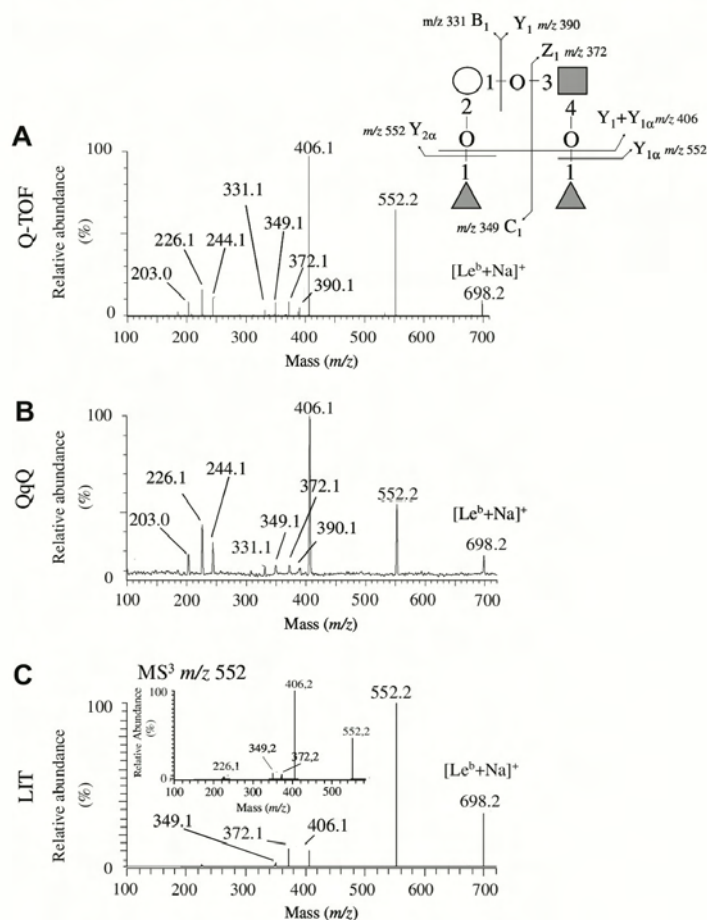 m/z 331 B1 Y1 m/z 390
Z1 m/z 372
1 O 3
2 4
O O
m/z 552 Y2α
Y1+Y1α m/z 406
Y1α m/z 552
1 1
m/z 349 C1
A
Q-TOF
Relative abundance
(%)
100
0
406.1
331.1
349.1
552.2
226.1
244.1
372.1
390.1
203.0
[Leb+Na]+
698.2
100 200 300 400 500 600 700
Mass (m/z)
B
QqQ
Relative abundance
(%)
100
0
406.1
244.1
226.1
372.1
552.2
349.1
203.0
331.1
390.1
[Leb+Na]+
698.2
100 200 300 400 500 600 700
Mass (m/z)
C
LIT
MS3 m/z 552
Relative Abundance
(%)
100
0
406,2
552,2
349,2
372,2
226,1
100 200 300 400 500
Mass (m/z)
Relative abundance
(%)
100
0
552.2
[Leb+Na]+
698.2
349.1
372.1
406.1
100 200 300 400 500 600 700
Mass (m/z)